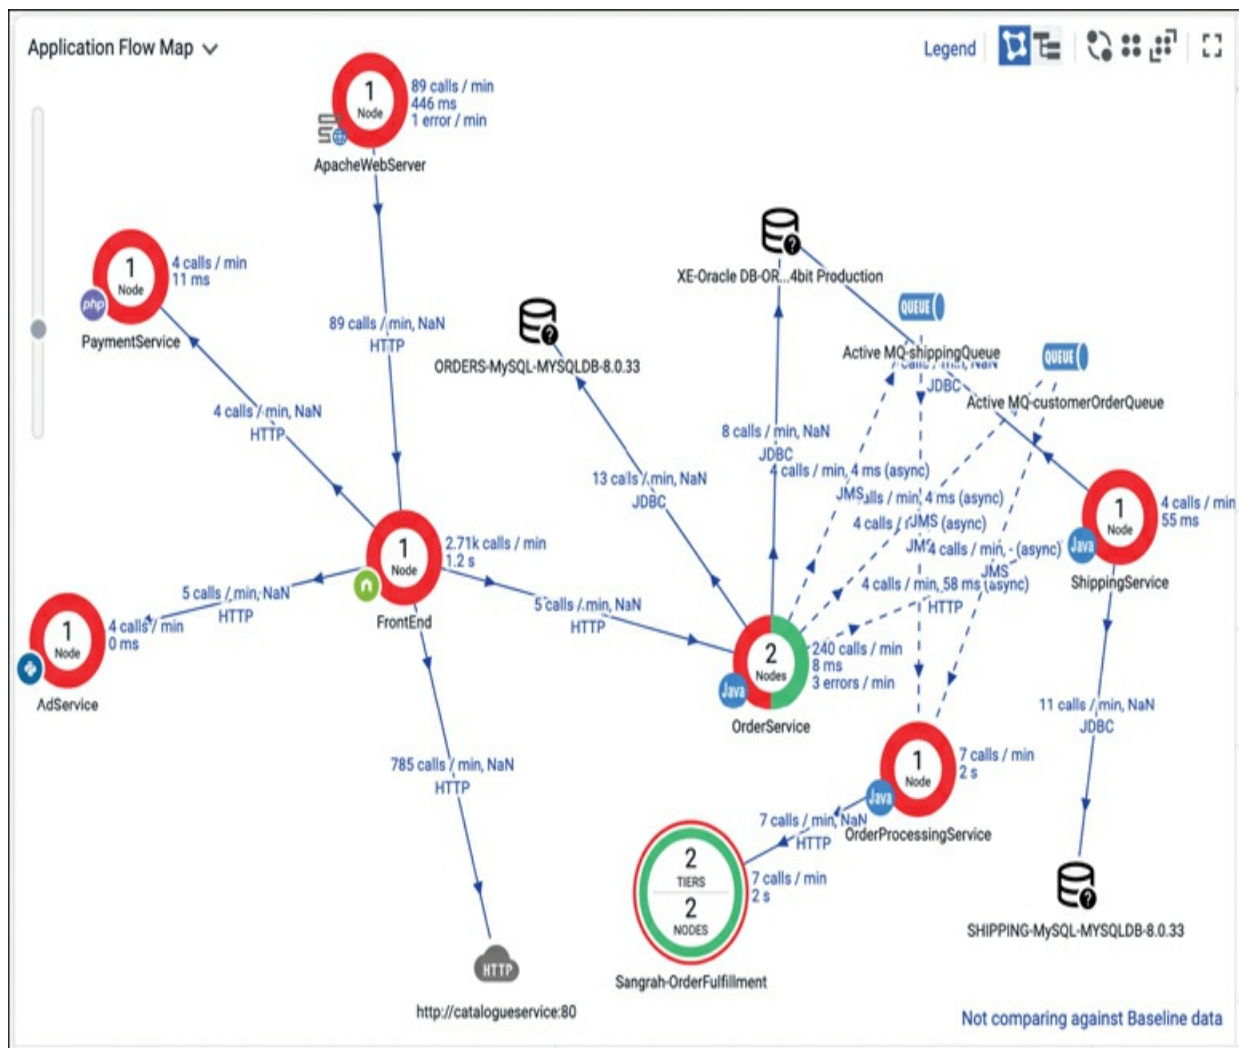 Application Flow Map
Legend
1
Node
89 calls / min
446 ms
1 error / min
ApacheWebServer
1
Node
4 calls / min
11 ms
php
PaymentService
89 calls / min, NaN
HTTP
XE-Oracle DB-OR...4bit Production
QUEUE
ORDERS-MySQL-MYSQLDB-8.0.33
Active MQ-shippingQueue
QUEUE
calls / min, NaN
JDBC
Active MQ-customerOrderQueue
4 calls / min, NaN
HTTP
8 calls / min, NaN
JDBC
13 calls / min, NaN
JDBC
4 calls / min, 4 ms (async)
JMS
calls / min, 4 ms (async)
JMS
4 calls / (async)
JMS
4 calls / min, - (async)
JMS
4 calls / min, 58 ms (async)
HTTP
1
Node
4 calls / min
55 ms
Java
ShippingService
1
Node
2.71k calls / min
1.2 s
FrontEnd
5 calls / min, NaN
HTTP
5 calls / min, NaN
HTTP
1
Node
4 calls / min
0 ms
AdService
2
Nodes
240 calls / min
8 ms
3 errors / min
Java
OrderService
11 calls / min, NaN
JDBC
785 calls / min, NaN
HTTP
1
Node
7 calls / min
2 s
Java
OrderProcessingService
7 calls / min, NaN
HTTP
2
TIERS
2
NODES
7 calls / min
2 s
Sangrah-OrderFulfillment
SHIPPING-MySQL-MYSQLDB-8.0.33
HTTP
http://catalogueservice:80
Not comparing against Baseline data